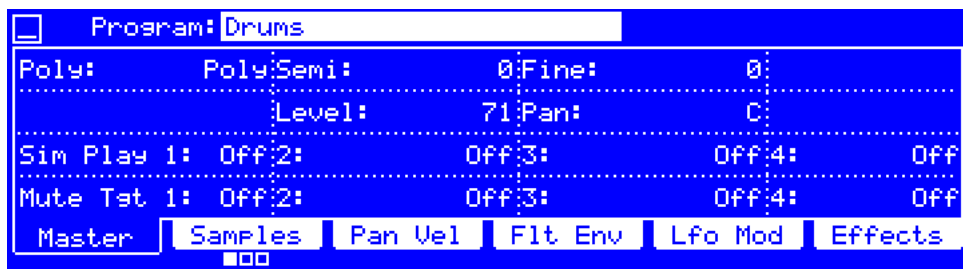 Program: Drums
Poly: Poly Semi: 0 Fine: 0
Level: 71 Pan: C
Sim Play 1: Off 2: Off 3: Off 4: Off
Mute Tgt 1: Off 2: Off 3: Off 4: Off
Master Samples Pan Vel Flt Env Lfo Mod Effects